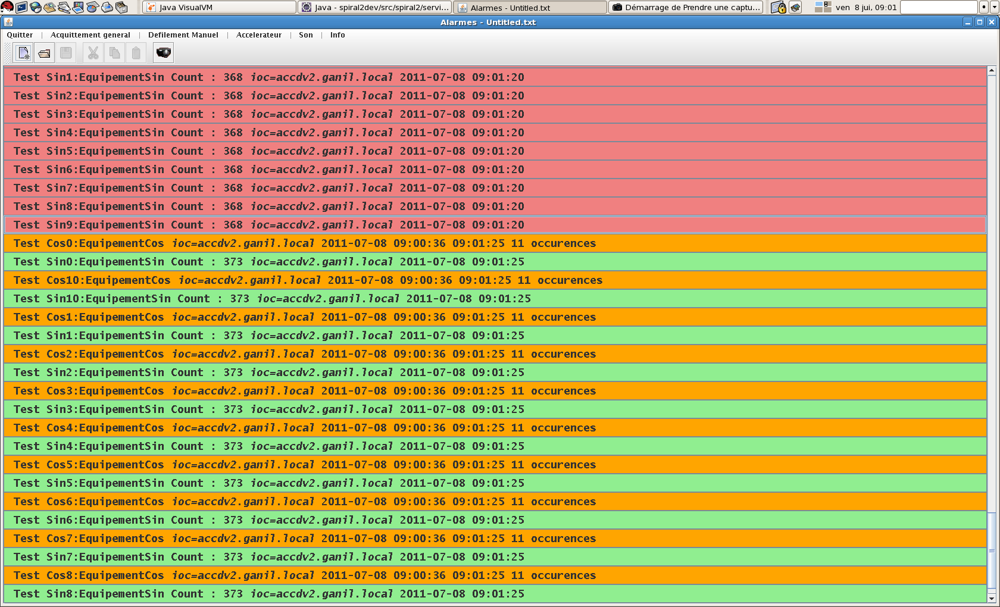 Java VisualVM
Java - spiral2dev/src/spiral2/servi...
Alarmes - Untitled.txt
Démarrage de Prendre une captu...
ven 8 jui, 09:01
Alarmes - Untitled.txt
Quitter | Acquittement general | Defilement Manuel | Accelerateur | Son | Info
Test Sin1:EquipementSin Count : 368 ioc=accdv2.ganil.local 2011-07-08 09:01:20
Test Sin2:EquipementSin Count : 368 ioc=accdv2.ganil.local 2011-07-08 09:01:20
Test Sin3:EquipementSin Count : 368 ioc=accdv2.ganil.local 2011-07-08 09:01:20
Test Sin4:EquipementSin Count : 368 ioc=accdv2.ganil.local 2011-07-08 09:01:20
Test Sin5:EquipementSin Count : 368 ioc=accdv2.ganil.local 2011-07-08 09:01:20
Test Sin6:EquipementSin Count : 368 ioc=accdv2.ganil.local 2011-07-08 09:01:20
Test Sin7:EquipementSin Count : 368 ioc=accdv2.ganil.local 2011-07-08 09:01:20
Test Sin8:EquipementSin Count : 368 ioc=accdv2.ganil.local 2011-07-08 09:01:20
Test Sin9:EquipementSin Count : 368 ioc=accdv2.ganil.local 2011-07-08 09:01:20
Test Cos0:EquipementCos ioc=accdv2.ganil.local 2011-07-08 09:00:36 09:01:25 11 occurences
Test Sin0:EquipementSin Count : 373 ioc=accdv2.ganil.local 2011-07-08 09:01:25
Test Cos10:EquipementCos ioc=accdv2.ganil.local 2011-07-08 09:00:36 09:01:25 11 occurences
Test Sin10:EquipementSin Count : 373 ioc=accdv2.ganil.local 2011-07-08 09:01:25
Test Cos1:EquipementCos ioc=accdv2.ganil.local 2011-07-08 09:00:36 09:01:25 11 occurences
Test Sin1:EquipementSin Count : 373 ioc=accdv2.ganil.local 2011-07-08 09:01:25
Test Cos2:EquipementCos ioc=accdv2.ganil.local 2011-07-08 09:00:36 09:01:25 11 occurences
Test Sin2:EquipementSin Count : 373 ioc=accdv2.ganil.local 2011-07-08 09:01:25
Test Cos3:EquipementCos ioc=accdv2.ganil.local 2011-07-08 09:00:36 09:01:25 11 occurences
Test Sin3:EquipementSin Count : 373 ioc=accdv2.ganil.local 2011-07-08 09:01:25
Test Cos4:EquipementCos ioc=accdv2.ganil.local 2011-07-08 09:00:36 09:01:25 11 occurences
Test Sin4:EquipementSin Count : 373 ioc=accdv2.ganil.local 2011-07-08 09:01:25
Test Cos5:EquipementCos ioc=accdv2.ganil.local 2011-07-08 09:00:36 09:01:25 11 occurences
Test Sin5:EquipementSin Count : 373 ioc=accdv2.ganil.local 2011-07-08 09:01:25
Test Cos6:EquipementCos ioc=accdv2.ganil.local 2011-07-08 09:00:36 09:01:25 11 occurences
Test Sin6:EquipementSin Count : 373 ioc=accdv2.ganil.local 2011-07-08 09:01:25
Test Cos7:EquipementCos ioc=accdv2.ganil.local 2011-07-08 09:00:36 09:01:25 11 occurences
Test Sin7:EquipementSin Count : 373 ioc=accdv2.ganil.local 2011-07-08 09:01:25
Test Cos8:EquipementCos ioc=accdv2.ganil.local 2011-07-08 09:00:36 09:01:25 11 occurences
Test Sin8:EquipementSin Count : 373 ioc=accdv2.ganil.local 2011-07-08 09:01:25